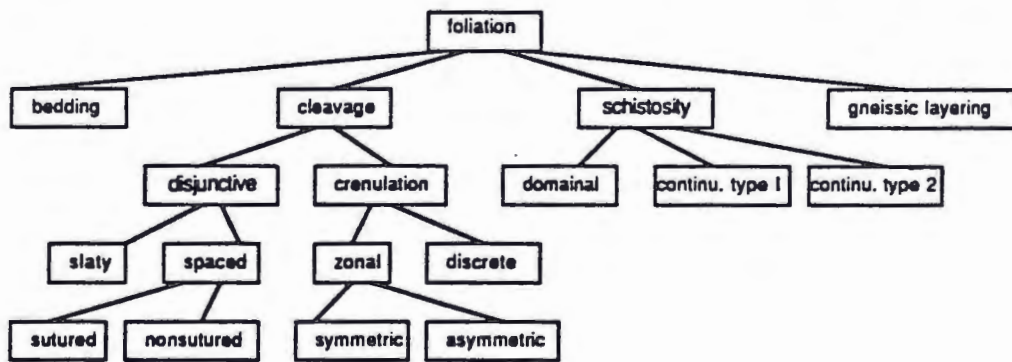 foliation
bedding cleavage schistosity gneissic layering
disjunctive crenulation domainal continu. type I continu. type 2
slaty spaced zonal discrete
sutured nonsutured symmetric asymmetric